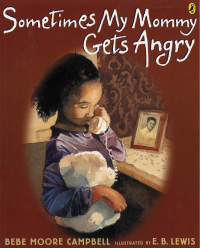 SOMETIMES MY MOMMY
GETS ANGRY
BEBE MOORE CAMPBELL ILLUSTRATED BY E. B. LEWIS